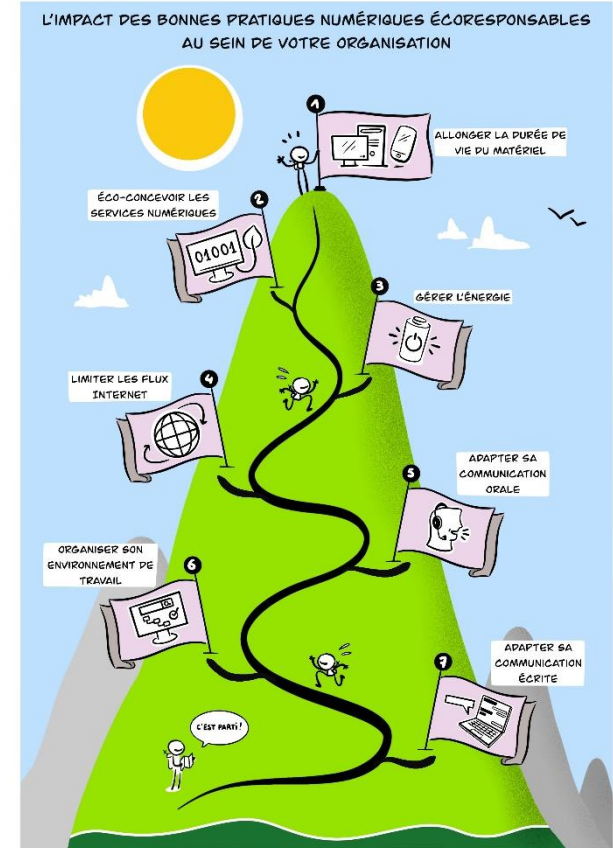 L'IMPACT DES BONNES PRATIQUES NUMÉRIQUES ÉCORESPONSABLES
AU SEIN DE VOTRE ORGANISATION
1
ALLONGER LA DURÉE DE
VIE DU MATÉRIEL
2
ÉCO-CONCEVOIR LES
SERVICES NUMÉRIQUES
01001
3
GÉRER L'ÉNERGIE
4
LIMITER LES FLUX
INTERNET
5
ADAPTER SA
COMMUNICATION
ORALE
6
ORGANISER SON
ENVIRONNEMENT DE
TRAVAIL
7
ADAPTER SA
COMMUNICATION
ÉCRITE
C'EST PARTI !